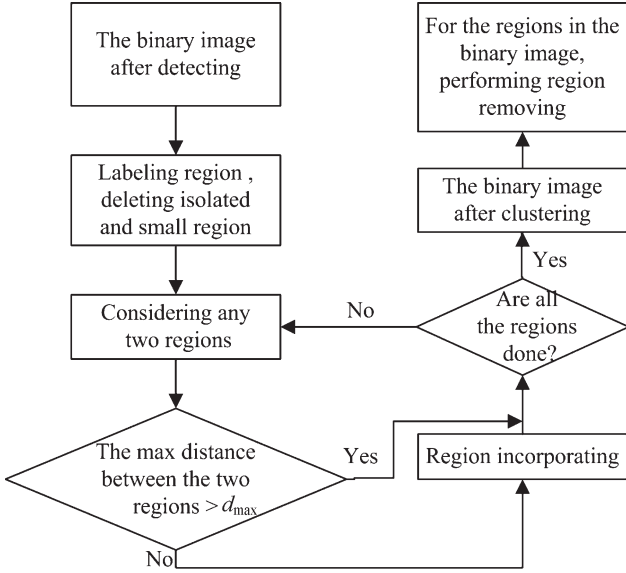 The binary image
after detecting
Labeling region ,
deleting isolated
and small region
Considering any
two regions
The max distance
between the two
regions > dmax
Yes
No
Region incorporating
Are all
the regions
done?
No
Yes
The binary image
after clustering
For the regions in the
binary image,
performing region
removing